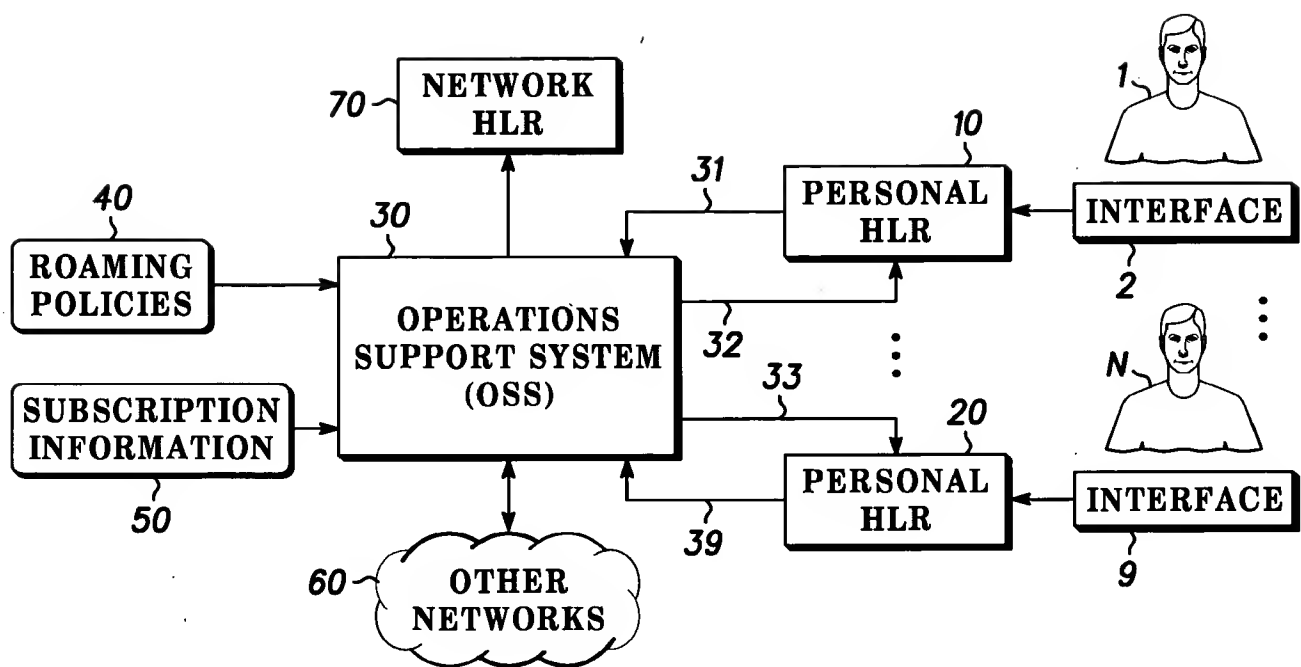 70
NETWORK
HLR
1
10
31
PERSONAL
HLR
INTERFACE
2
40
ROAMING
POLICIES
30
OPERATIONS
SUPPORT SYSTEM
(OSS)
32
33
N
SUBSCRIPTION
INFORMATION
50
20
PERSONAL
HLR
39
INTERFACE
9
60
OTHER
NETWORKS